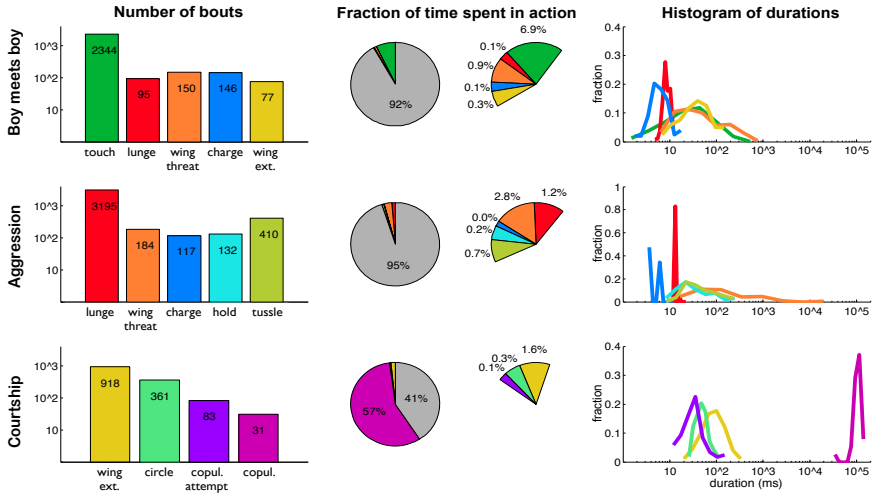 Number of bouts
Fraction of time spent in action
Histogram of durations
Boy meets boy
10^3
10^2
10
2344
95
150
146
77
touch
lunge
wing threat
charge
wing ext.
92%
6.9%
0.1%
0.9%
0.1%
0.3%
fraction
0.4
0.3
0.2
0.1
0
10
10^2
10^3
10^4
10^5
Aggression
10^3
10^2
10
3195
184
117
132
410
lunge
wing threat
charge
hold
tussle
95%
1.2%
2.8%
0.0%
0.2%
0.7%
fraction
1
0.8
0.6
0.4
0.2
0
10
10^2
10^3
10^4
10^5
Courtship
10^3
10^2
10
918
361
83
31
wing ext.
circle
copul. attempt
copul.
41%
57%
1.6%
0.3%
0.1%
fraction
0.4
0.3
0.2
0.1
0
10
10^2
10^3
10^4
10^5
duration (ms)